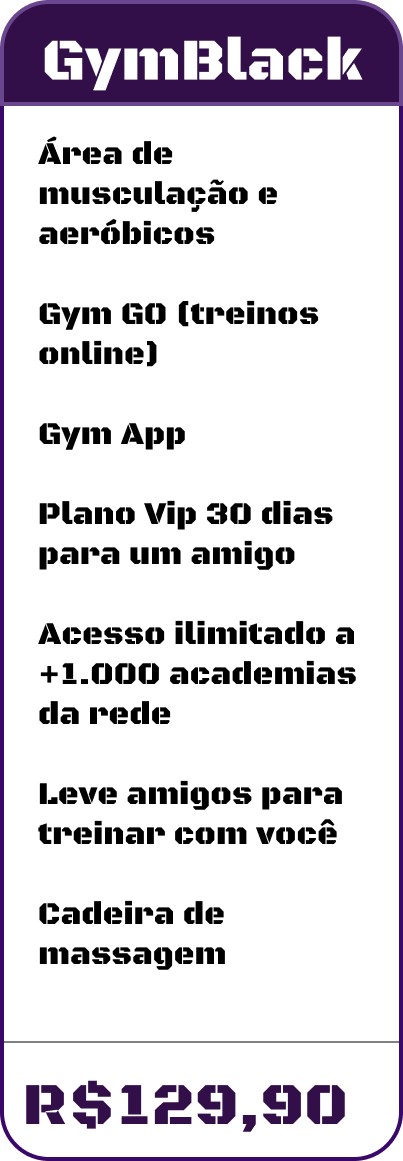 GymBlack
Área de
musculação e
aeróbicos
Gym GO (treinos
online)
Gym App
Plano Vip 30 dias
para um amigo
Acesso ilimitado a
+1.000 academias
da rede
Leve amigos para
treinar com você
Cadeira de
massagem
R$129,90